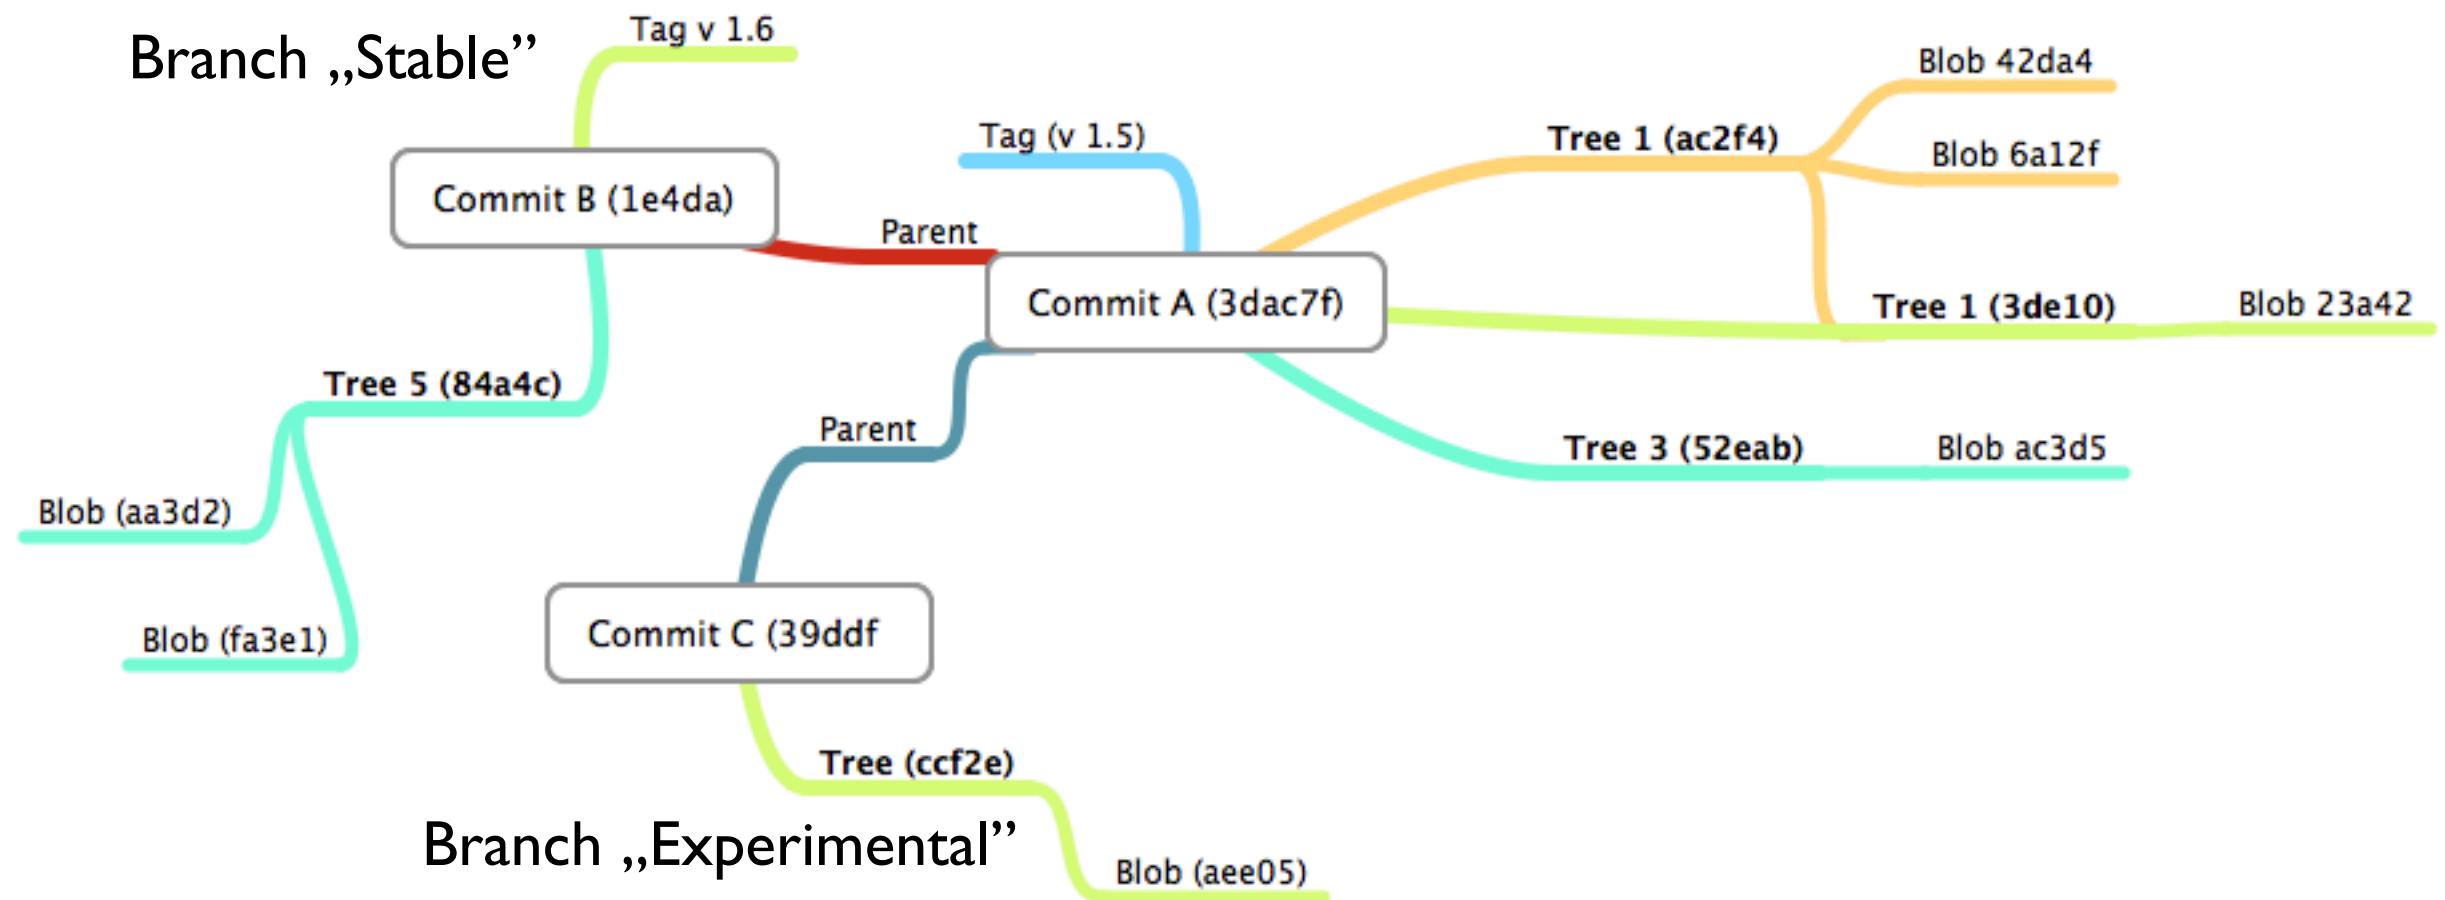 Branch „Stable”
Tag v 1.6
Blob 42da4
Tag (v 1.5)
Tree 1 (ac2f4)
Blob 6a12f
Commit B (1e4da)
Parent
Commit A (3dac7f)
Tree 1 (3de10)
Blob 23a42
Tree 5 (84a4c)
Parent
Tree 3 (52eab)
Blob ac3d5
Blob (aa3d2)
Blob (fa3e1)
Commit C (39ddf
Tree (ccf2e)
Branch „Experimental”
Blob (aee05)